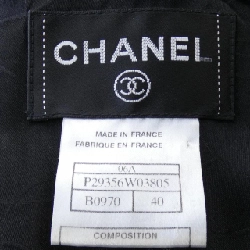 CHANEL
MADE IN FRANCE
FABRIQUE EN FRANCE
06A
P29356W03805
B0970 40
COMPOSITION